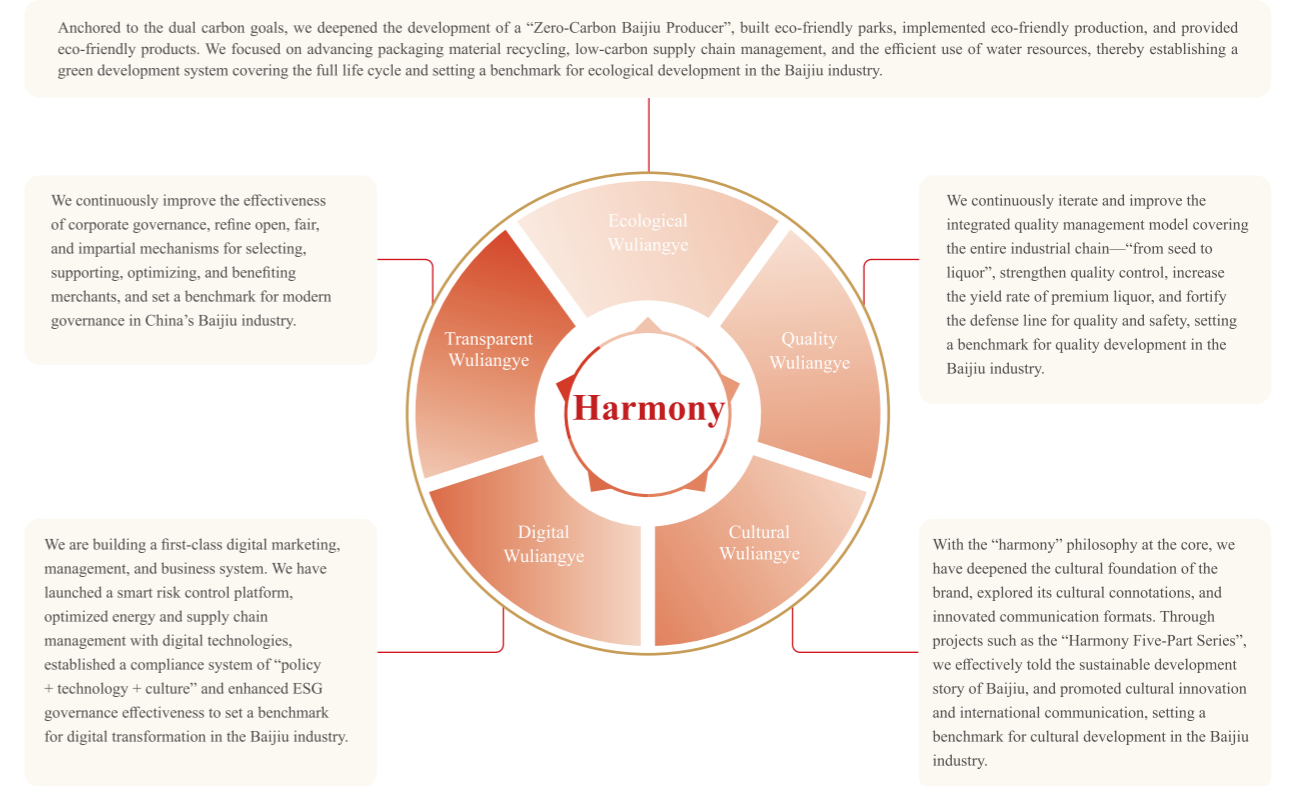 Anchored to the dual carbon goals, we deepened the development of a “Zero-Carbon Baijiu Producer”, built eco-friendly parks, implemented eco-friendly production, and provided
eco-friendly products. We focused on advancing packaging material recycling, low-carbon supply chain management, and the efficient use of water resources, thereby establishing a
green development system covering the full life cycle and setting a benchmark for ecological development in the Baijiu industry.
We continuously improve the effectiveness
of corporate governance, refine open, fair,
and impartial mechanisms for selecting,
supporting, optimizing, and benefiting
merchants, and set a benchmark for modern
governance in China’s Baijiu industry.
Ecological
Wuliangye
We continuously iterate and improve the
integrated quality management model covering
the entire industrial chain—“from seed to
liquor”, strengthen quality control, increase
the yield rate of premium liquor, and fortify
the defense line for quality and safety, setting
a benchmark for quality development in the
Baijiu industry.
Transparent
Wuliangye
Quality
Wuliangye
Harmony
Digital
Wuliangye
Cultural
Wuliangye
We are building a first-class digital marketing,
management, and business system. We have
launched a smart risk control platform,
optimized energy and supply chain
management with digital technologies,
established a compliance system of “policy
+ technology + culture” and enhanced ESG
governance effectiveness to set a benchmark
for digital transformation in the Baijiu industry.
With the “harmony” philosophy at the core, we
have deepened the cultural foundation of the
brand, explored its cultural connotations, and
innovated communication formats. Through
projects such as the “Harmony Five-Part Series”,
we effectively told the sustainable development
story of Baijiu, and promoted cultural innovation
and international communication, setting a
benchmark for cultural development in the Baijiu
industry.